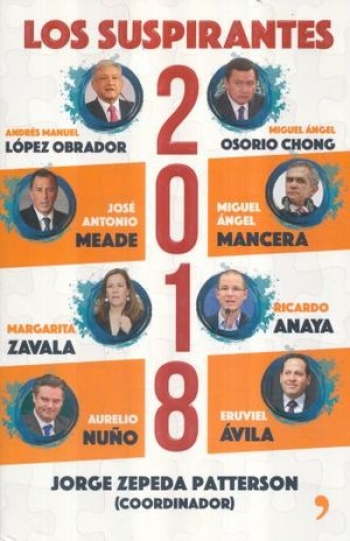 LOS SUSPIRANTES
2018
ANDRÉS MANUEL
LÓPEZ OBRADOR
MIGUEL ÁNGEL
OSORIO CHONG
JOSÉ
ANTONIO
MEADE
MIGUEL
ÁNGEL
MANCERA
MARGARITA
ZAVALA
RICARDO
ANAYA
AURELIO
NUÑO
ERUVIEL
ÁVILA
JORGE ZEPEDA PATTERSON
(COORDINADOR)